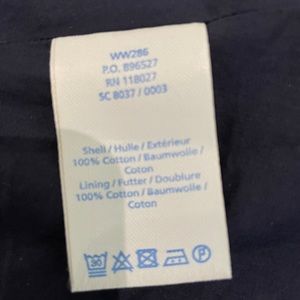 WW286
P.O. 896527
RN 118027
SC 8037 / 0003
Shell / Hulle / Extérieur
100% Cotton / Baumwolle /
Coton
Lining / Futter / Doublure
100% Cotton / Baumwolle /
Coton
30
P